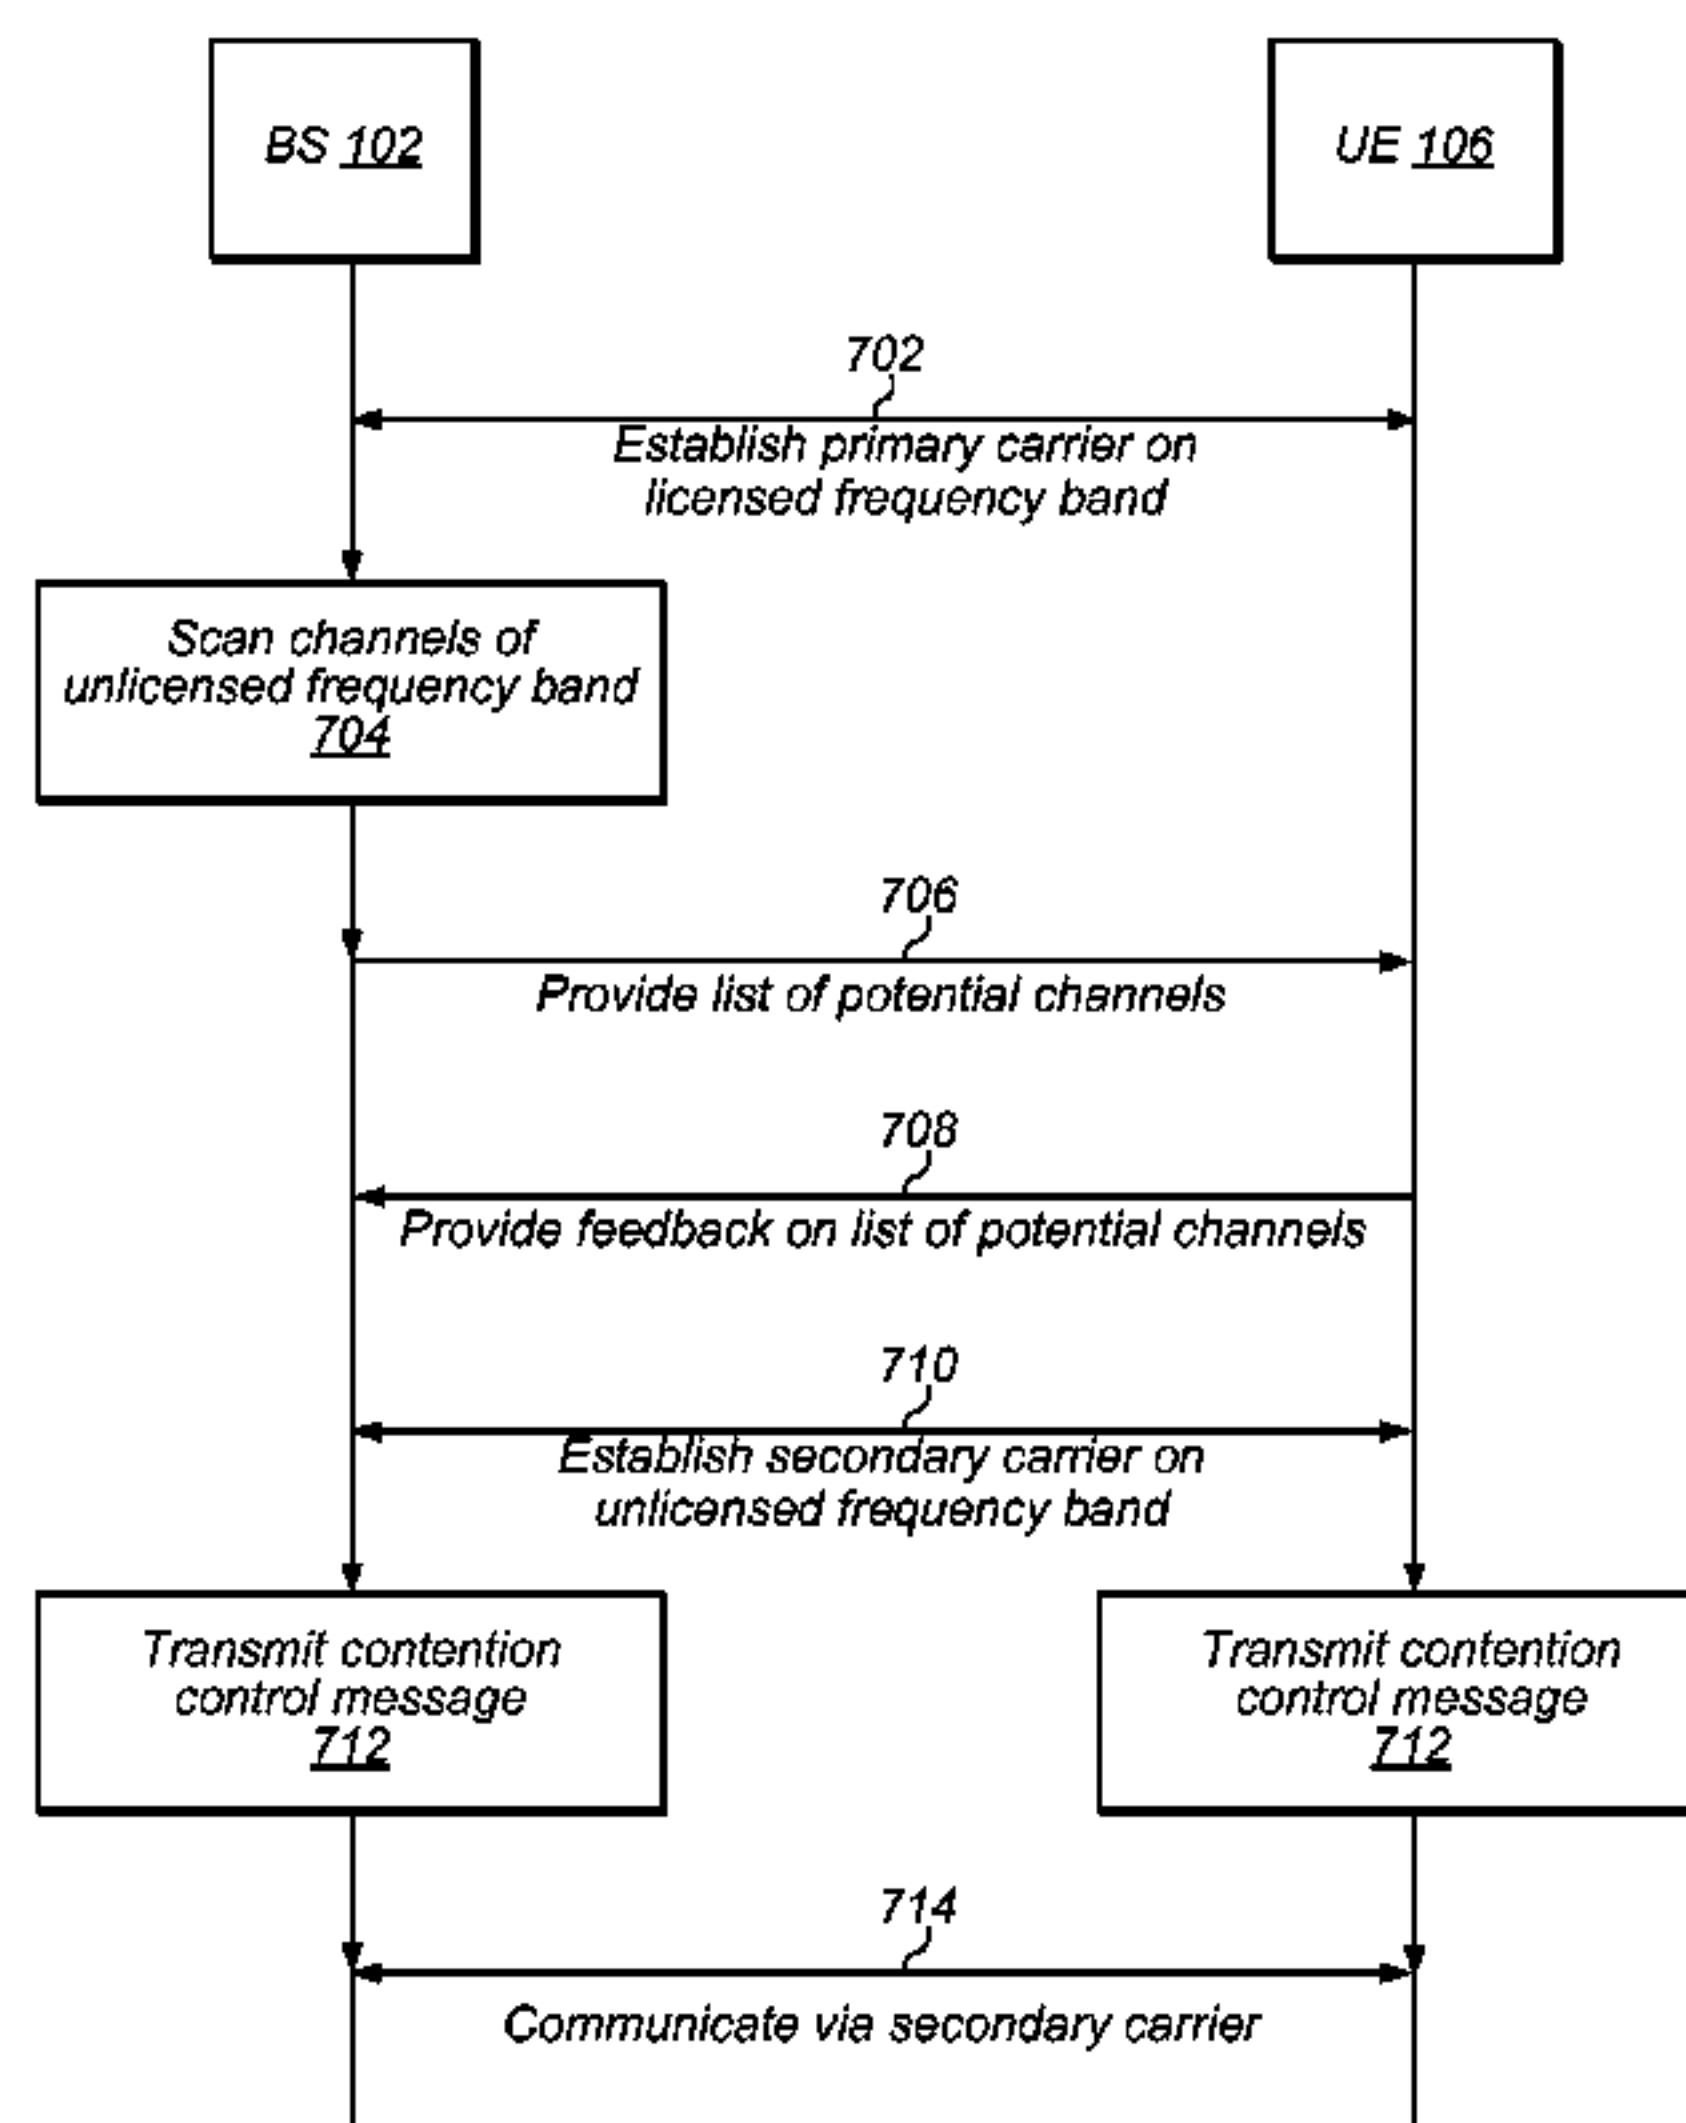 BS 102
UE 106
702
Establish primary carrier on
licensed frequency band
Scan channels of
unlicensed frequency band
704
706
Provide list of potential channels
708
Provide feedback on list of potential channels
710
Establish secondary carrier on
unlicensed frequency band
Transmit contention
control message
712
Transmit contention
control message
712
714
Communicate via secondary carrier